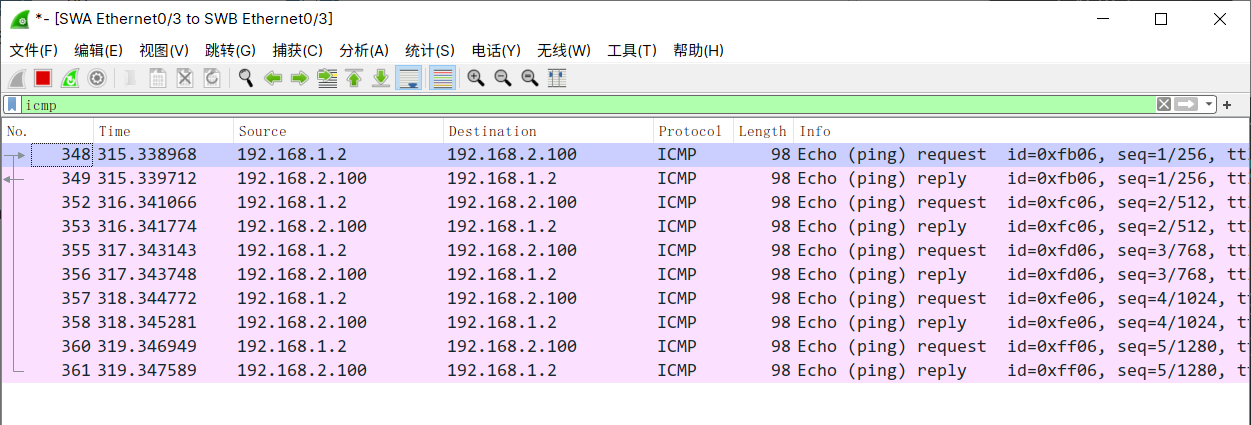 *- [SWA Ethernet0/3 to SWB Ethernet0/3]
文件(F) 编辑(E) 视图(V) 跳转(G) 捕获(C) 分析(A) 统计(S) 电话(Y) 无线(W) 工具(T) 帮助(H)
icmp
No. Time Source Destination Protocol Length Info
348 315.338968 192.168.1.2 192.168.2.100 ICMP 98 Echo (ping) request id=0xfb06, seq=1/256, tt
349 315.339712 192.168.2.100 192.168.1.2 ICMP 98 Echo (ping) reply id=0xfb06, seq=1/256, tt
352 316.341066 192.168.1.2 192.168.2.100 ICMP 98 Echo (ping) request id=0xfc06, seq=2/512, tt
353 316.341774 192.168.2.100 192.168.1.2 ICMP 98 Echo (ping) reply id=0xfc06, seq=2/512, tt
355 317.343143 192.168.1.2 192.168.2.100 ICMP 98 Echo (ping) request id=0xfd06, seq=3/768, tt
356 317.343748 192.168.2.100 192.168.1.2 ICMP 98 Echo (ping) reply id=0xfd06, seq=3/768, tt
357 318.344772 192.168.1.2 192.168.2.100 ICMP 98 Echo (ping) request id=0xfe06, seq=4/1024, t
358 318.345281 192.168.2.100 192.168.1.2 ICMP 98 Echo (ping) reply id=0xfe06, seq=4/1024, t
360 319.346949 192.168.1.2 192.168.2.100 ICMP 98 Echo (ping) request id=0xff06, seq=5/1280, t
361 319.347589 192.168.2.100 192.168.1.2 ICMP 98 Echo (ping) reply id=0xff06, seq=5/1280, t